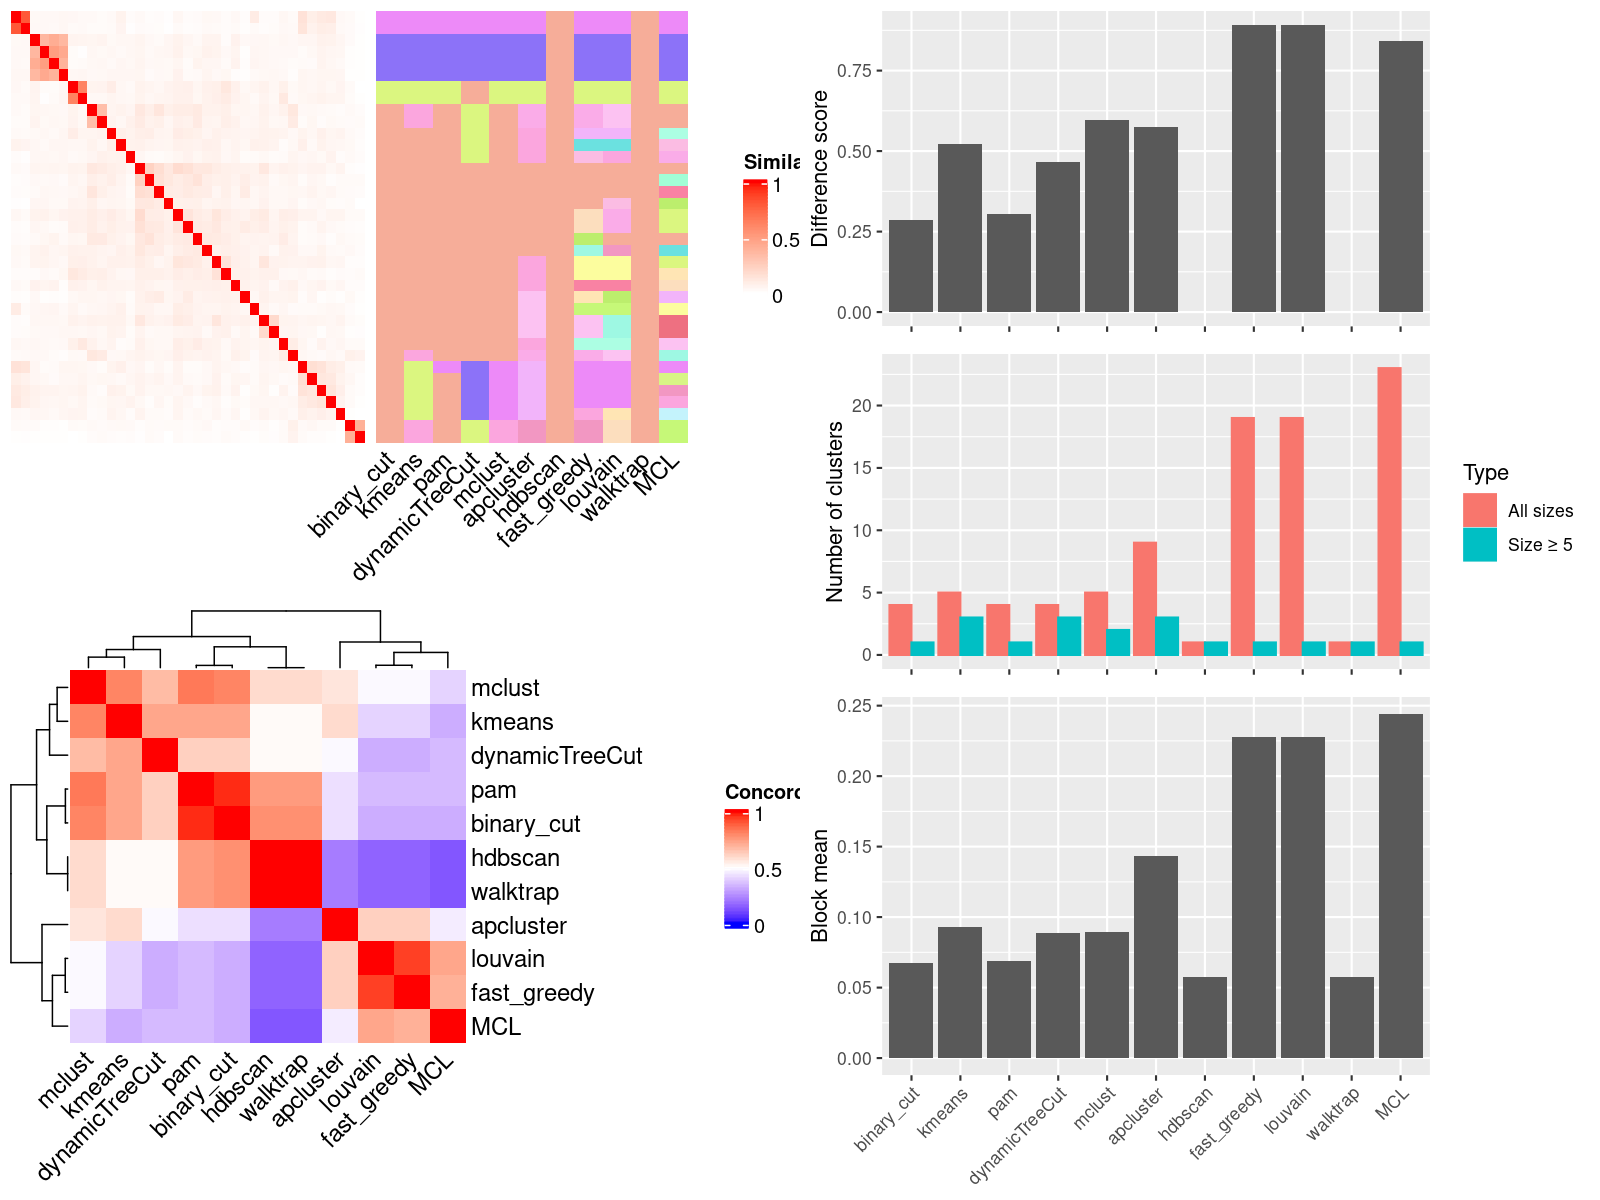 Simila
1
0.5
0
binary_cut
kmeans
pam
dynamicTreeCut
mclust
apcluster
hdbscan
fast_greedy
louvain
walktrap
MCL
mclust
kmeans
dynamicTreeCut
pam
binary_cut
hdbscan
walktrap
apcluster
louvain
fast_greedy
MCL
mclust
kmeans
dynamicTreeCut
pam
binary_cut
hdbscan
walktrap
apcluster
louvain
fast_greedy
MCL
Concord
1
0.5
0
Difference score
0.75
0.50
0.25
0.00
Number of clusters
20
15
10
5
0
Type
All sizes
Size ≥ 5
Block mean
0.25
0.20
0.15
0.10
0.05
0.00
binary_cut
kmeans
pam
dynamicTreeCut
mclust
apcluster
hdbscan
fast_greedy
louvain
walktrap
MCL